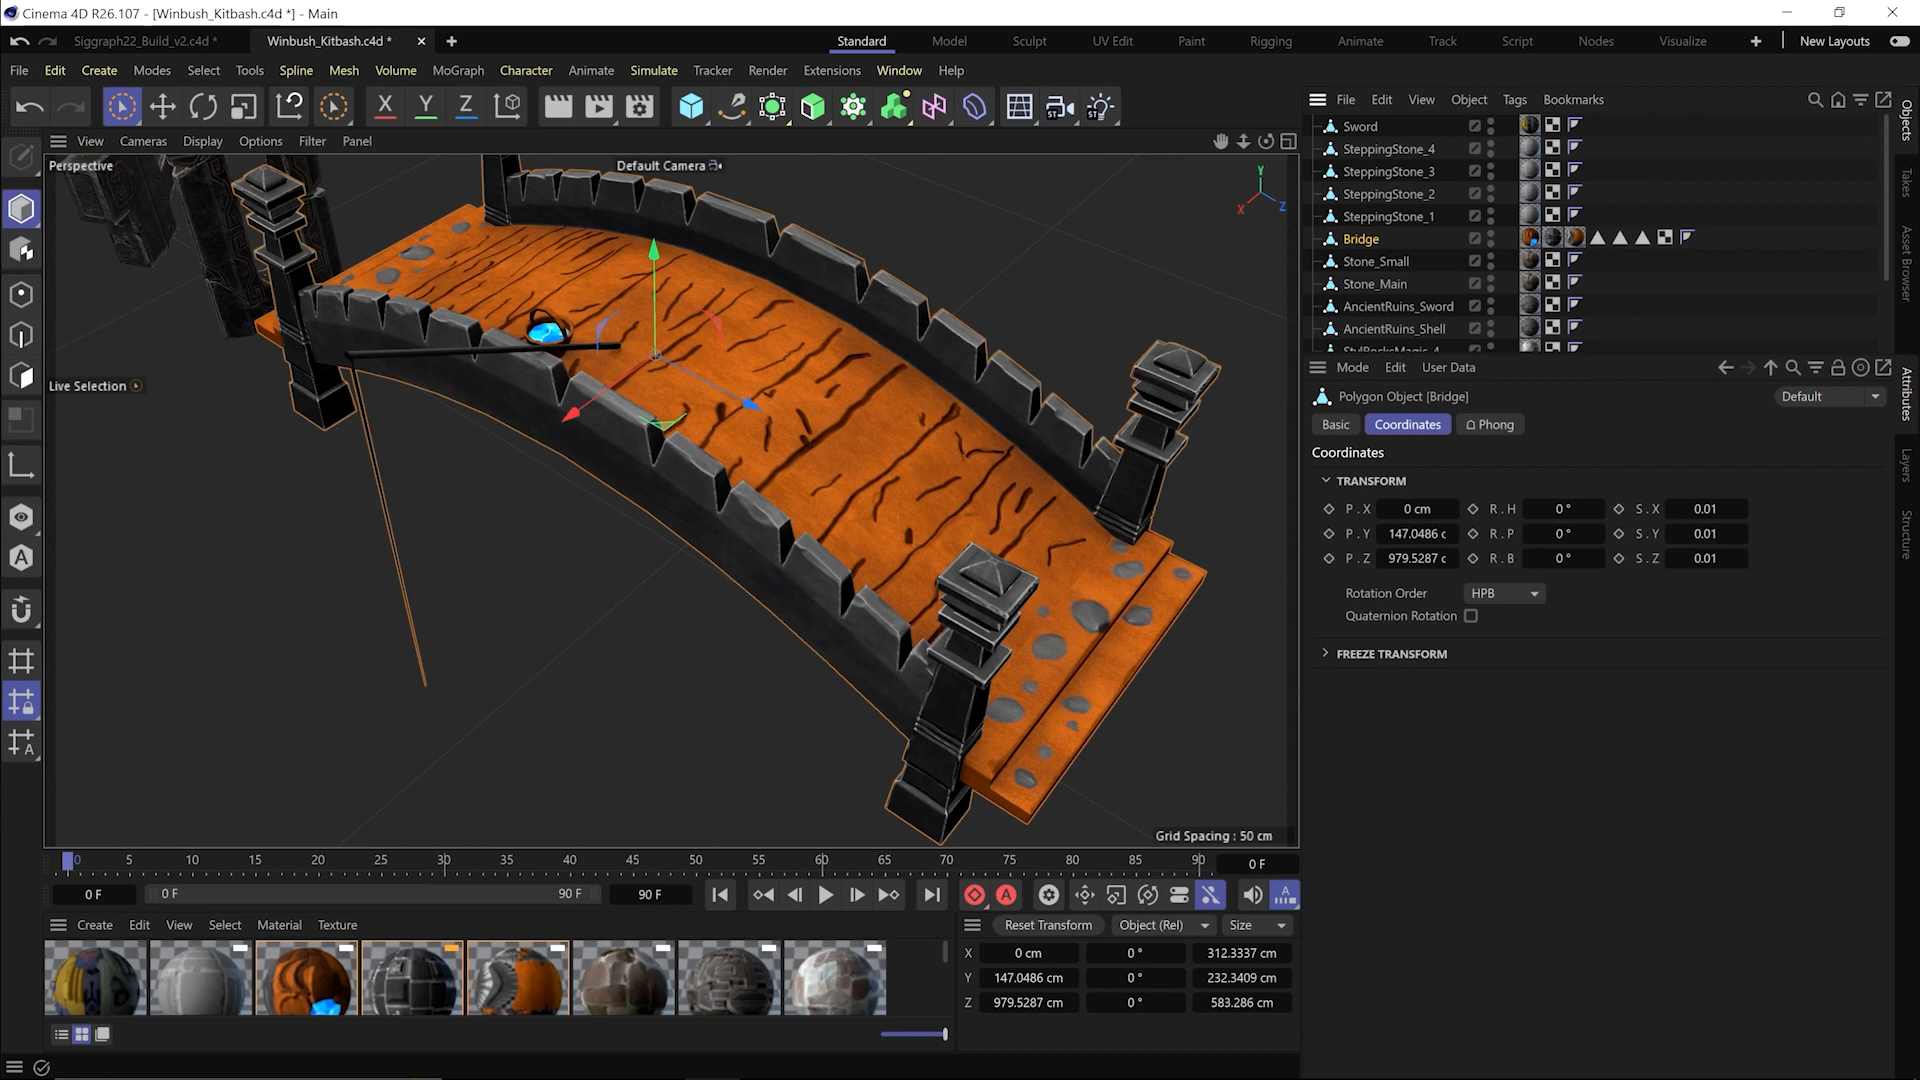 Cinema 4D R26.107 - [Winbush_Kitbash.c4d *] - Main
Siggraph22_Build_v2.c4d *
Winbush_Kitbash.c4d *
Standard Model Sculpt UV Edit Paint Rigging Animate Track Script Nodes Visualize New Layouts
File Edit Create Modes Select Tools Spline Mesh Volume MoGraph Character Animate Simulate Tracker Render Extensions Window Help
X Y Z
ST ST
View Cameras Display Options Filter Panel
Perspective
Default Camera
Y
X Z
Live Selection
Grid Spacing : 50 cm
0 5 10 15 20 25 30 35 40 45 50 55 60 65 70 75 80 85 90
0 F
0 F 0 F 90 F 90 F
Create Edit View Select Material Texture
Reset Transform Object (Rel) Size
X 0 cm 0 ° 312.3337 cm
Y 147.0486 cm 0 ° 232.3409 cm
Z 979.5287 cm 0 ° 583.286 cm
File Edit View Object Tags Bookmarks
Sword
SteppingStone_4
SteppingStone_3
SteppingStone_2
SteppingStone_1
Bridge
Stone_Small
Stone_Main
AncientRuins_Sword
AncientRuins_Shell
Mode Edit User Data
Polygon Object [Bridge]
Default
Basic Coordinates Phong
Coordinates
TRANSFORM
P . X 0 cm R . H 0 ° S . X 0.01
P . Y 147.0486 c R . P 0 ° S . Y 0.01
P . Z 979.5287 c R . B 0 ° S . Z 0.01
Rotation Order HPB
Quaternion Rotation
FREEZE TRANSFORM
Objects
Takes
Asset Browser
Attributes
Layers
Structure